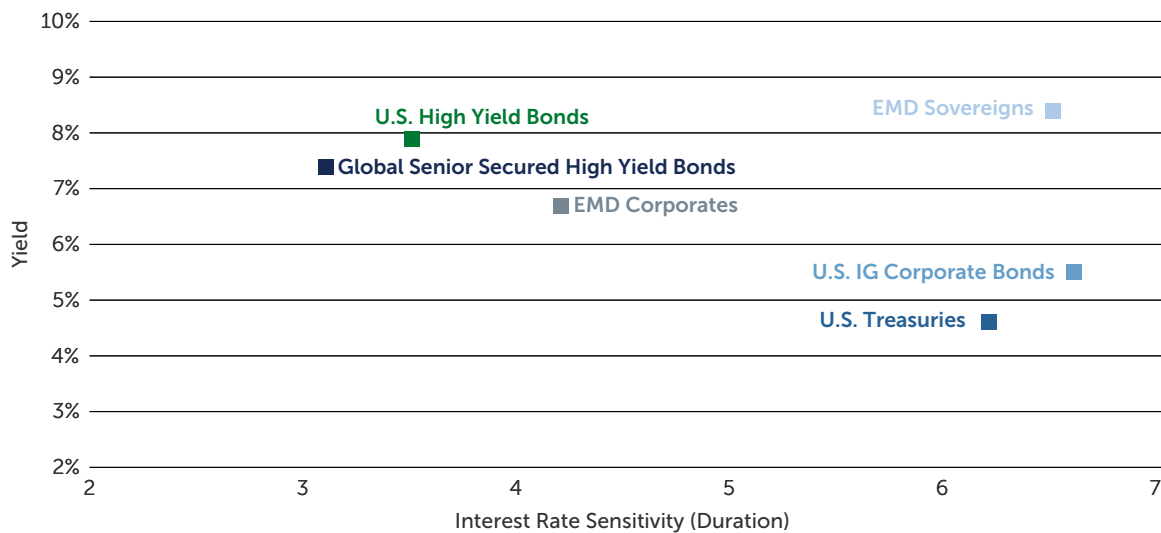 10%
9%
EMD Sovereigns
U.S. High Yield Bonds
8%
Global Senior Secured High Yield Bonds
7%
EMD Corporates
6%
Yield
U.S. IG Corporate Bonds
5%
U.S. Treasuries
4%
3%
2%
2 3 4 5 6 7
Interest Rate Sensitivity (Duration)